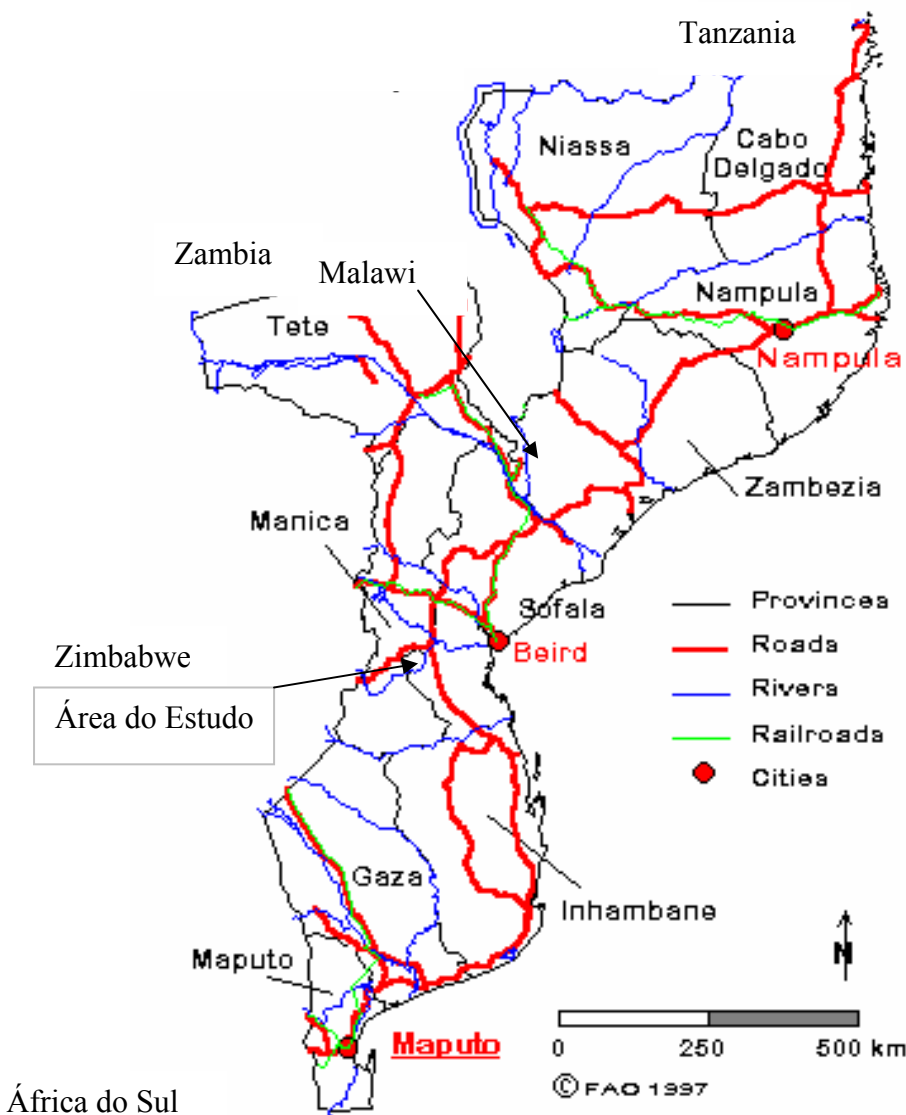 Tanzania
Niassa
Cabo
Delgado
Zambia
Malawi
Nampula
Tete
Nampula
Zambezia
Manica
Sofala
Beird
Zimbabwe
Área do Estudo
Provinces
Roads
Rivers
Railroads
Cities
Gaza
Inhambane
Maputo
N
Maputo
0 250 500 km
© FAO 1997
África do Sul